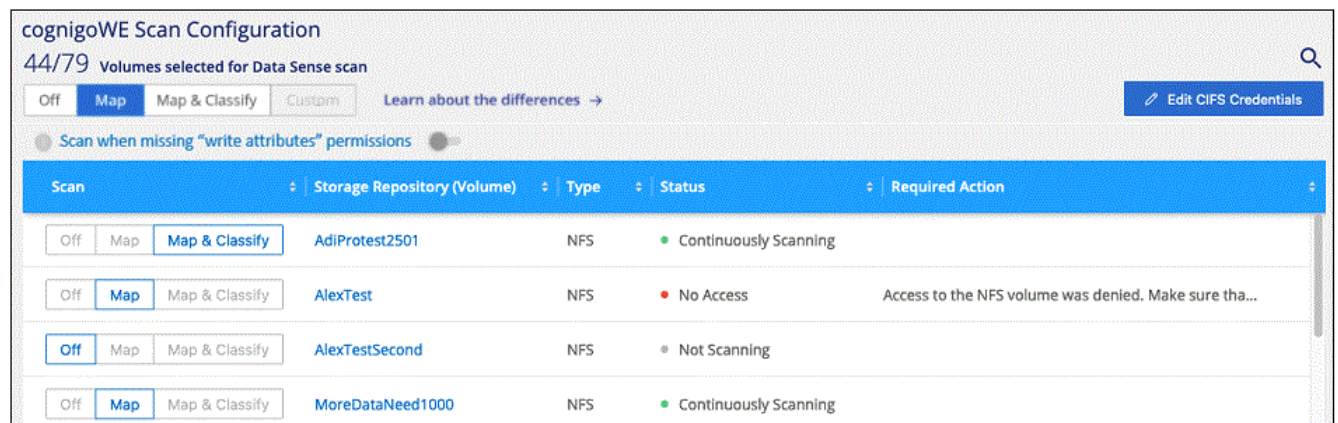 cognigoWE Scan Configuration
44/79 Volumes selected for Data Sense scan
Off Map Map & Classify Custom Learn about the differences → Edit CIFS Credentials
Scan when missing “write attributes” permissions
Scan Storage Repository (Volume) Type Status Required Action
Off Map Map & Classify AdiProtest2501 NFS Continuously Scanning
Off Map Map & Classify AlexTest NFS No Access Access to the NFS volume was denied. Make sure tha...
Off Map Map & Classify AlexTestSecond NFS Not Scanning
Off Map Map & Classify MoreDataNeed1000 NFS Continuously Scanning